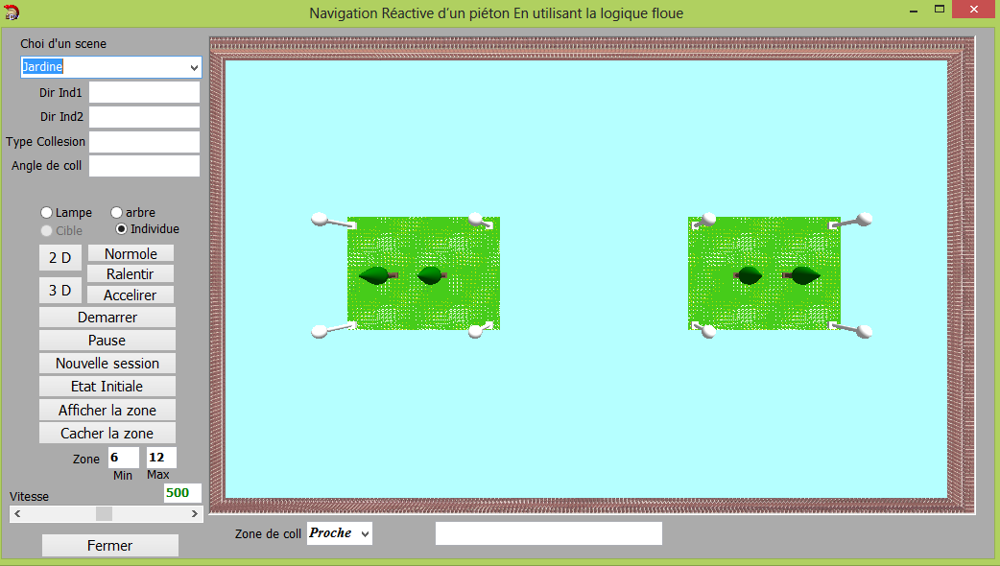 Navigation Réactive d'un piéton En utilisant la logique floue
Choi d'un scene
Jardine
Dir Ind1
Dir Ind2
Type Collesion
Angle de coll
Lampe arbre
Cible Individue
2 D
3 D
Normole
Ralentir
Accelirer
Demarrer
Pause
Nouvelle session
Etat Initiale
Afficher la zone
Cacher la zone
Zone 6 12
Min Max
Vitesse 500
Fermer
Zone de coll Proche